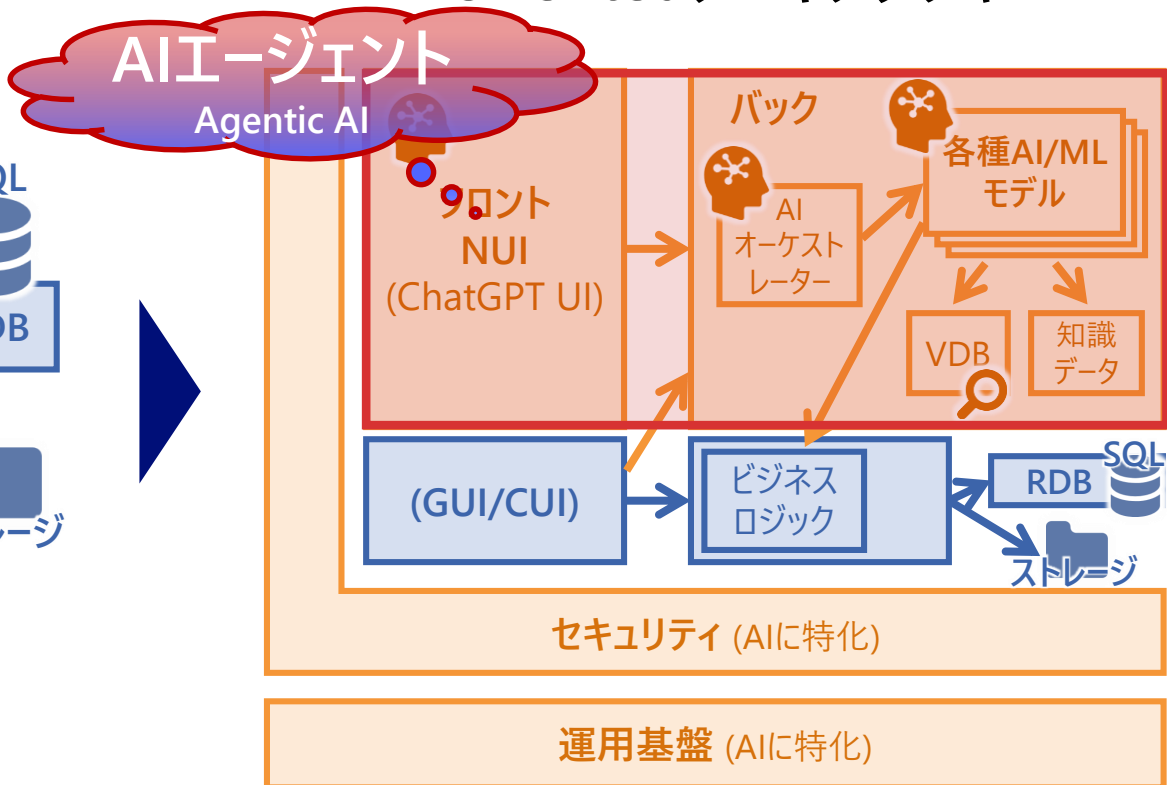 AIエージェント
Agentic AI
フロント
NUI
(ChatGPT UI)
バック
AI
オーケスト
レーター
各種AI/ML
モデル
VDB
知識
データ
(GUI/CUI)
ビジネス
ロジック
RDB
SQL
ストレージ
セキュリティ (AIに特化)
運用基盤 (AIに特化)